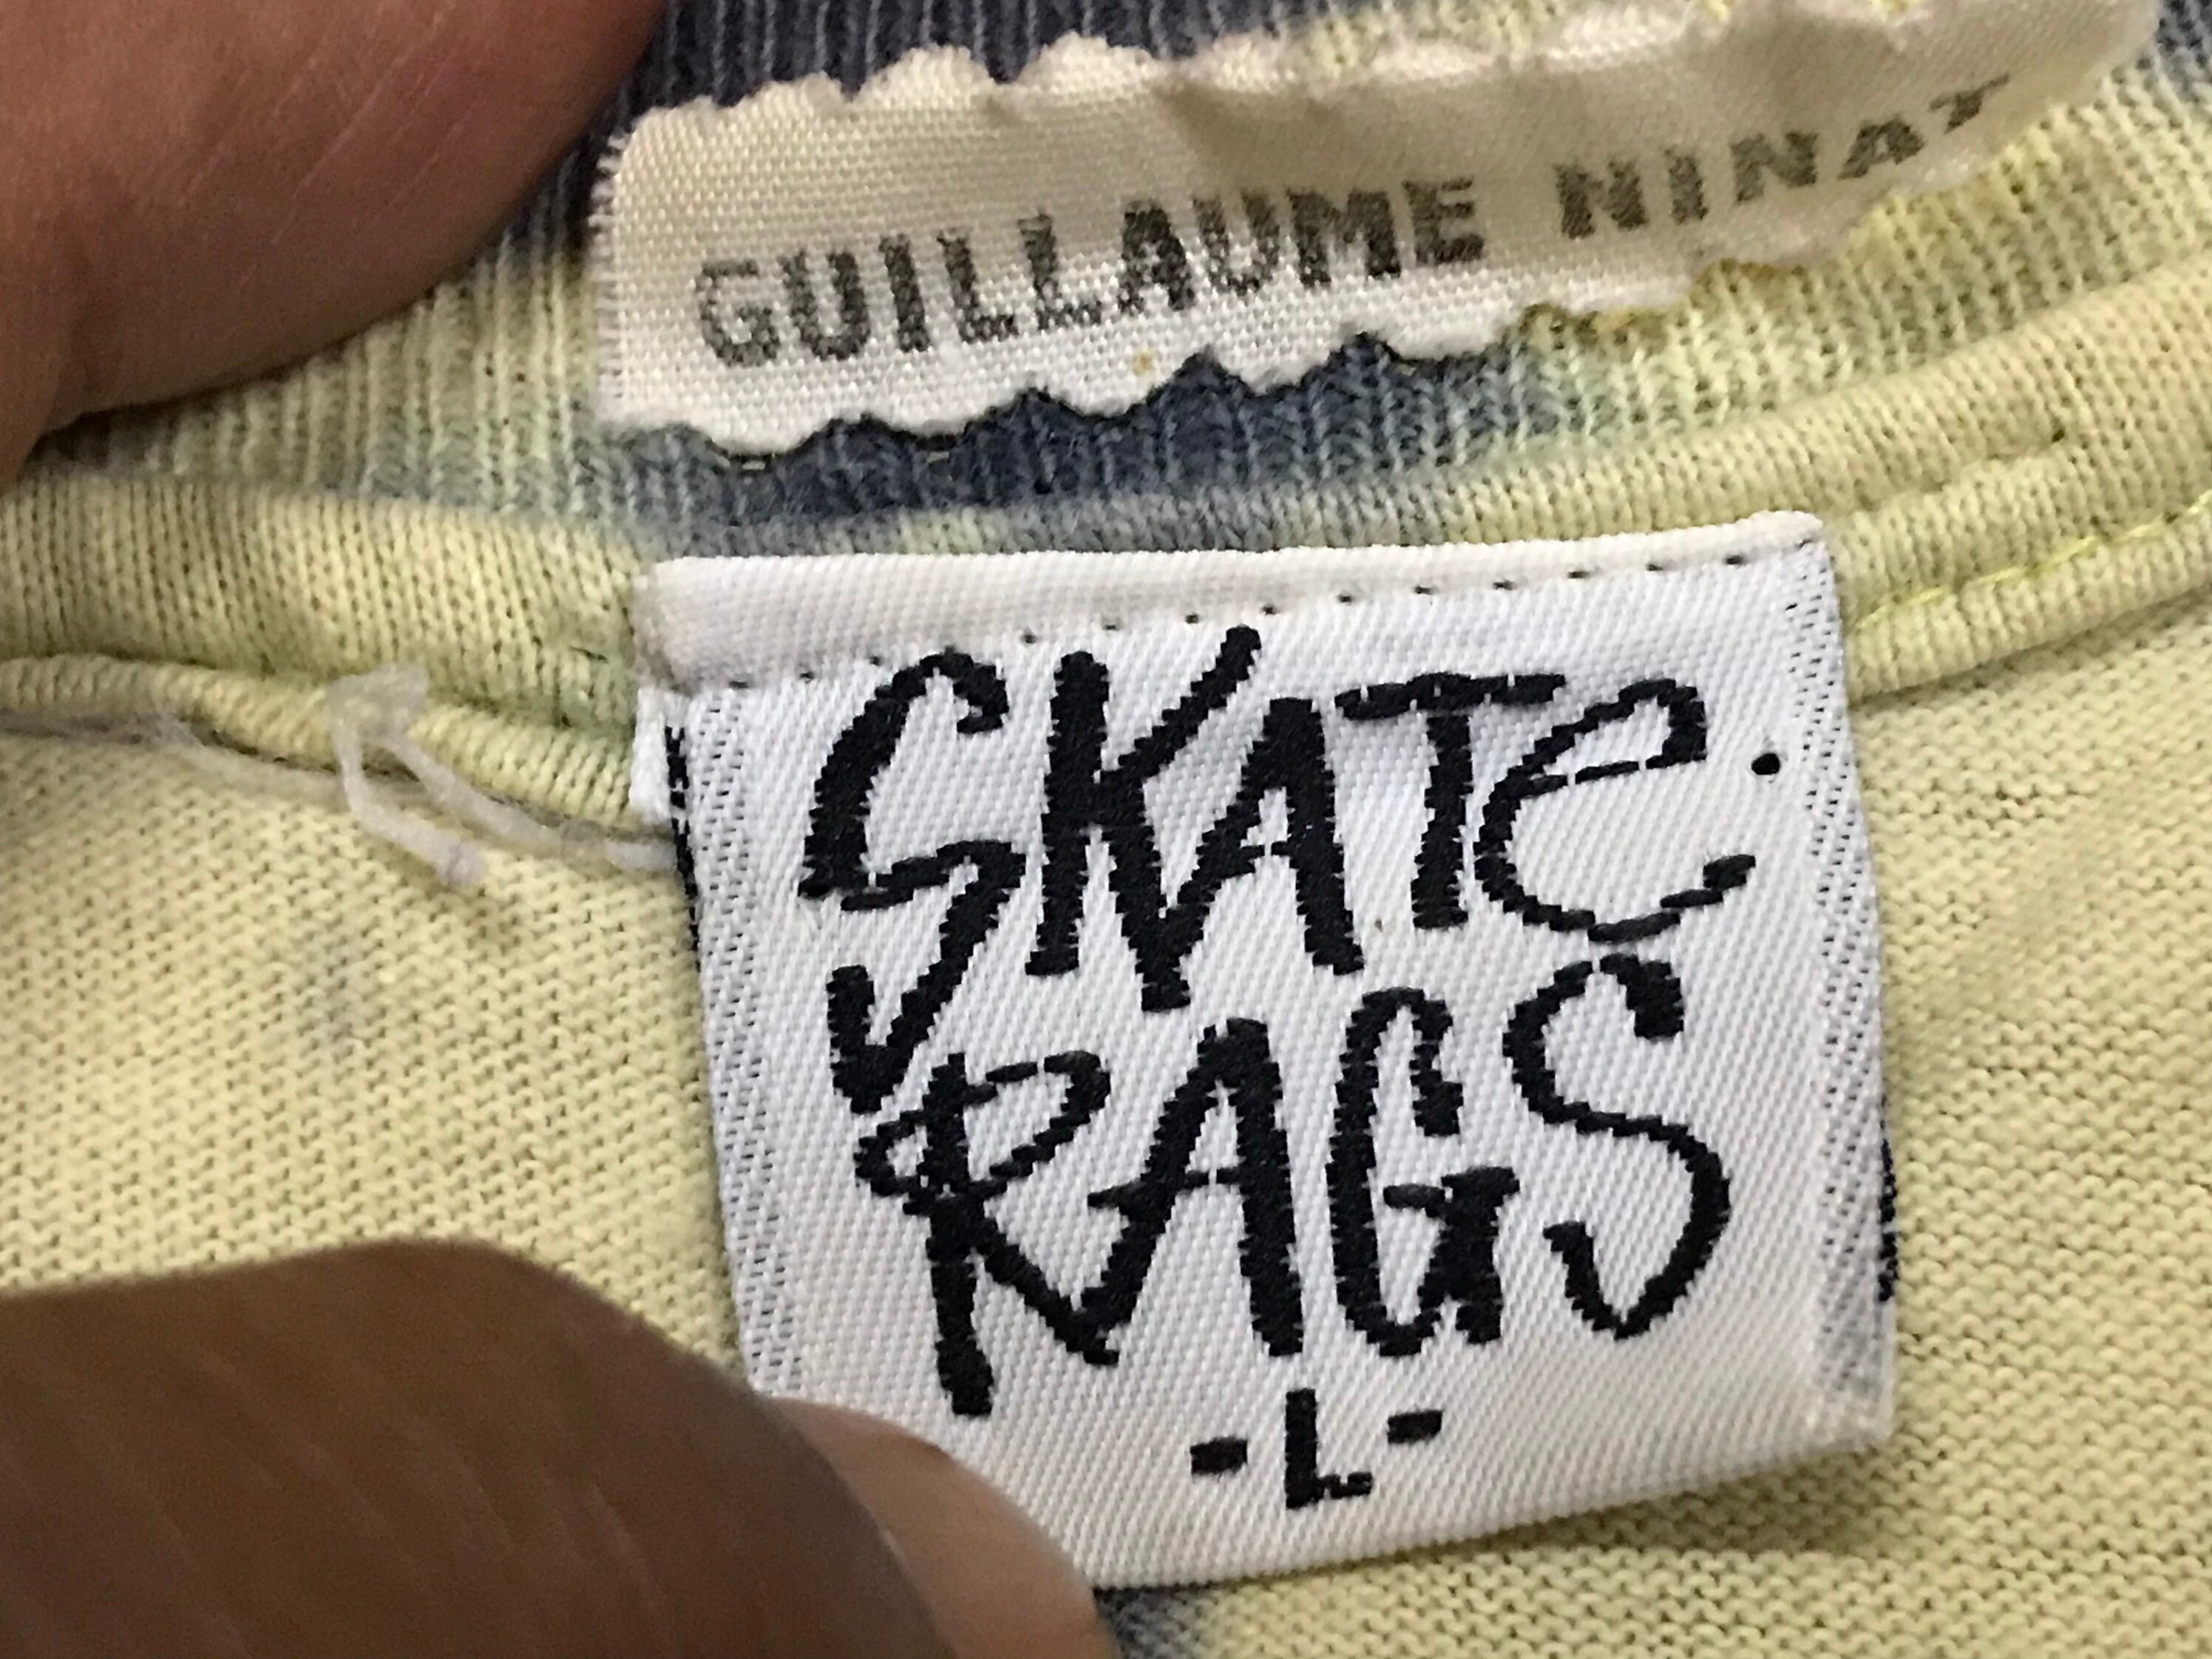 GUILLAUME NINAT
SKATE.
RAGS
-L-